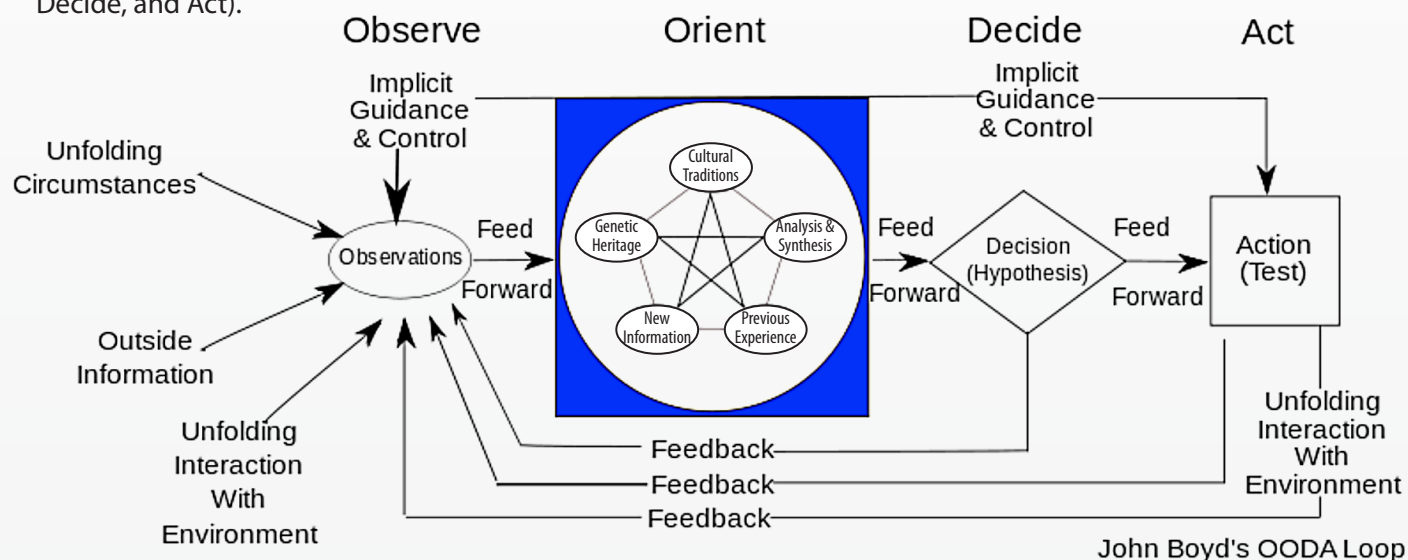 Decide, and Act).
Observe
Orient
Decide
Act
Implicit
Guidance
& Control
Implicit
Guidance
& Control
Unfolding
Circumstances
Observations
Feed
Forward
Cultural
Traditions
Genetic
Heritage
Analysis &
Synthesis
New
Information
Previous
Experience
Feed
Forward
Decision
(Hypothesis)
Feed
Forward
Action
(Test)
Outside
Information
Unfolding
Interaction
With
Environment
Feedback
Feedback
Feedback
Unfolding
Interaction
With
Environment
John Boyd's OODA Loop